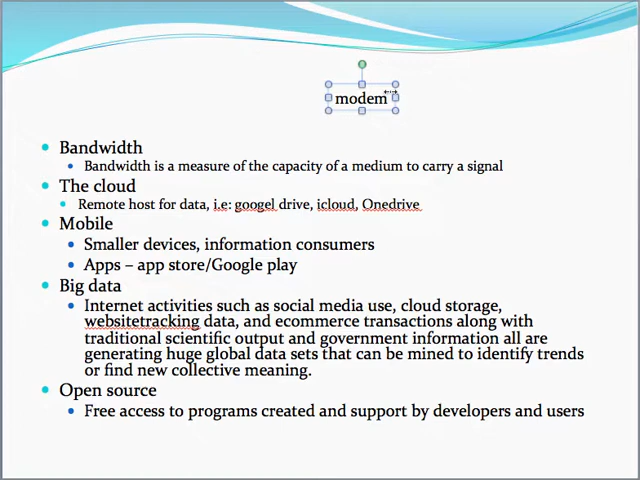 modem
Bandwidth
Bandwidth is a measure of the capacity of a medium to carry a signal
The cloud
Remote host for data, i.e: googel drive, icloud, Onedrive
Mobile
Smaller devices, information consumers
Apps – app store/Google play
Big data
Internet activities such as social media use, cloud storage,
websitetracking data, and ecommerce transactions along with
traditional scientific output and government information all are
generating huge global data sets that can be mined to identify trends
or find new collective meaning.
Open source
Free access to programs created and support by developers and users